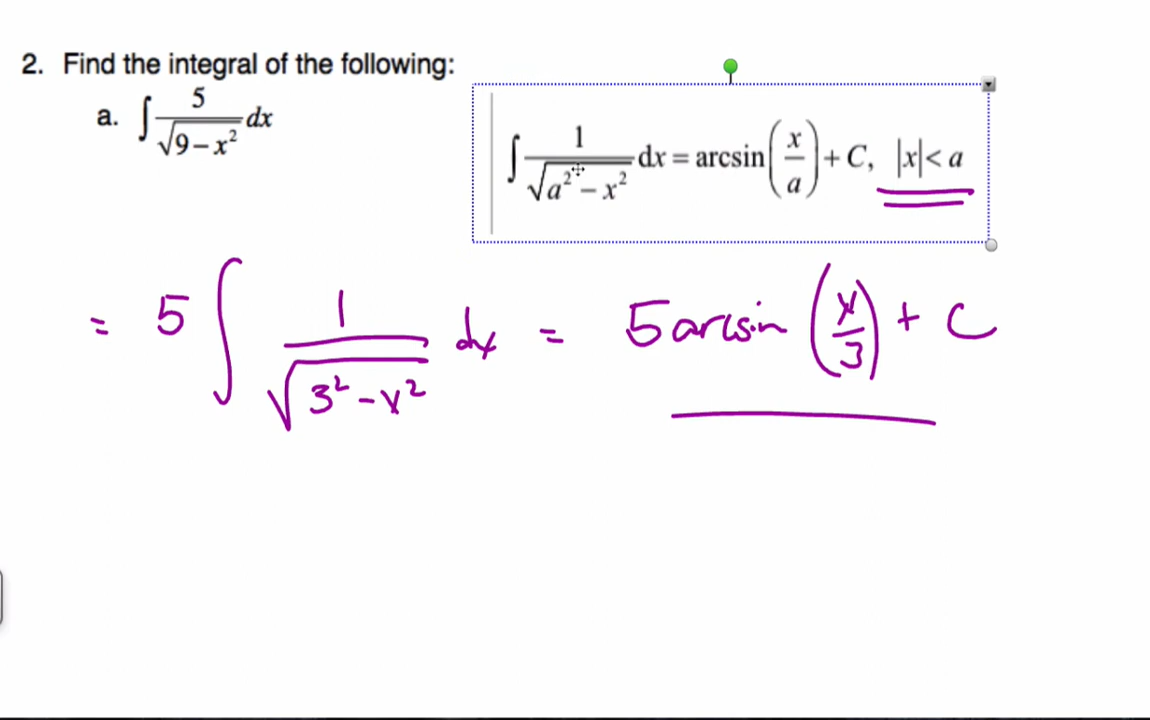 2. Find the integral of the following:
a. ∫ 5/√(9 − x²) dx
∫ 1/√(a² − x²) dx = arcsin(x/a) + C, |x| < a
= 5 ∫ 1/√(3² − x²) dx = 5 arcsin (x/3) + C